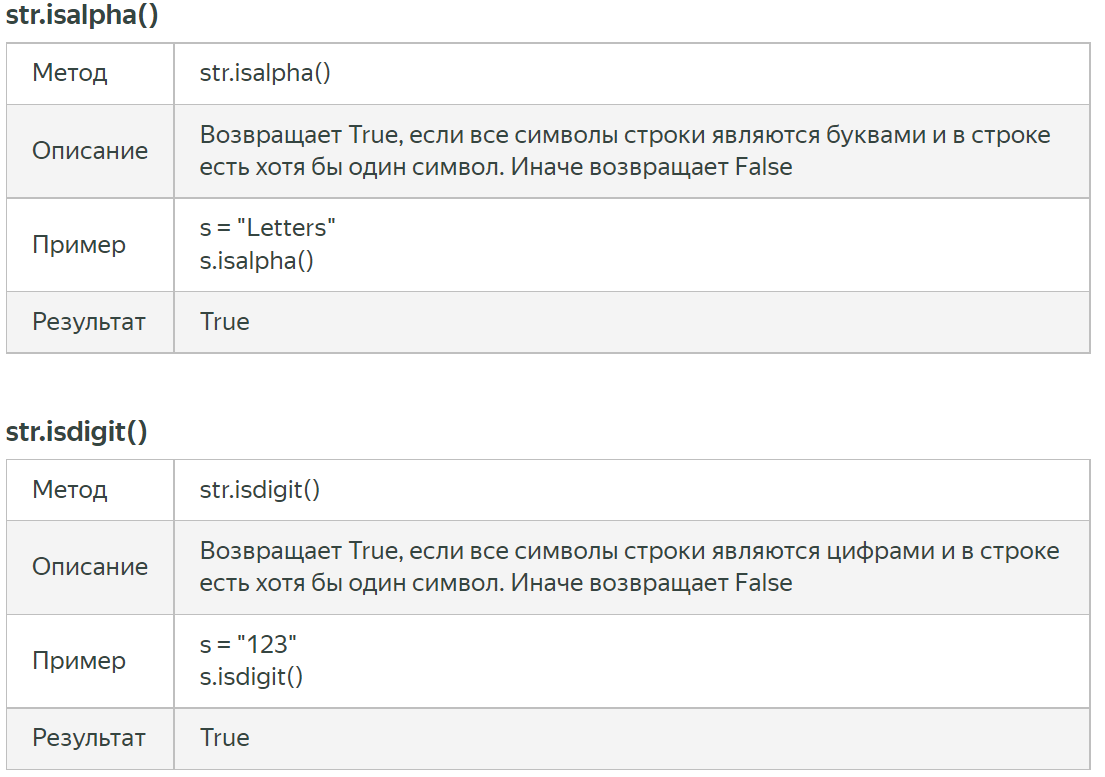 str.isalpha()
Метод
str.isalpha()
Описание
Возвращает True, если все символы строки являются буквами и в строке
есть хотя бы один символ. Иначе возвращает False
Пример
s = "Letters"
s.isalpha()
Результат
True
str.isdigit()
Метод
str.isdigit()
Описание
Возвращает True, если все символы строки являются цифрами и в строке
есть хотя бы один символ. Иначе возвращает False
Пример
s = "123"
s.isdigit()
Результат
True